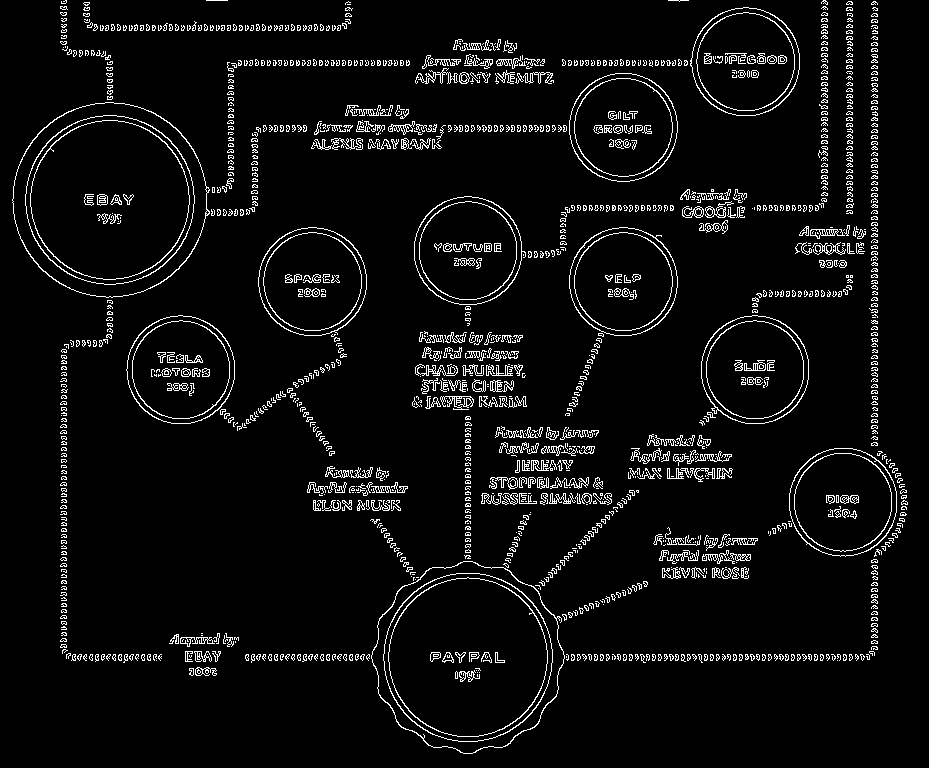 Founded by
former Ebay employee
ANTHONY NEMITZ
SWIPEGOOD
2010
Founded by
former Ebay employee
ALEXIS MAYBANK
GILT
GROUPE
2007
EBAY
1995
Acquired by
GOOGLE
2006
YOUTUBE
2005
Acquired by
GOOGLE
2010
SPACEX
2002
YELP
2004
TESLA
MOTORS
2003
Founded by former
PayPal employees
CHAD HURLEY,
STEVE CHEN
& JAWED KARIM
SLIDE
2005
Founded by former
PayPal employees
JEREMY
STOPPELMAN &
RUSSEL SIMMONS
Founded by
PayPal co-founder
MAX LEVCHIN
Founded by
PayPal co-founder
ELON MUSK
DIGG
2004
Founded by former
PayPal employee
KEVIN ROSE
Acquired by
EBAY
2002
PAYPAL
1998